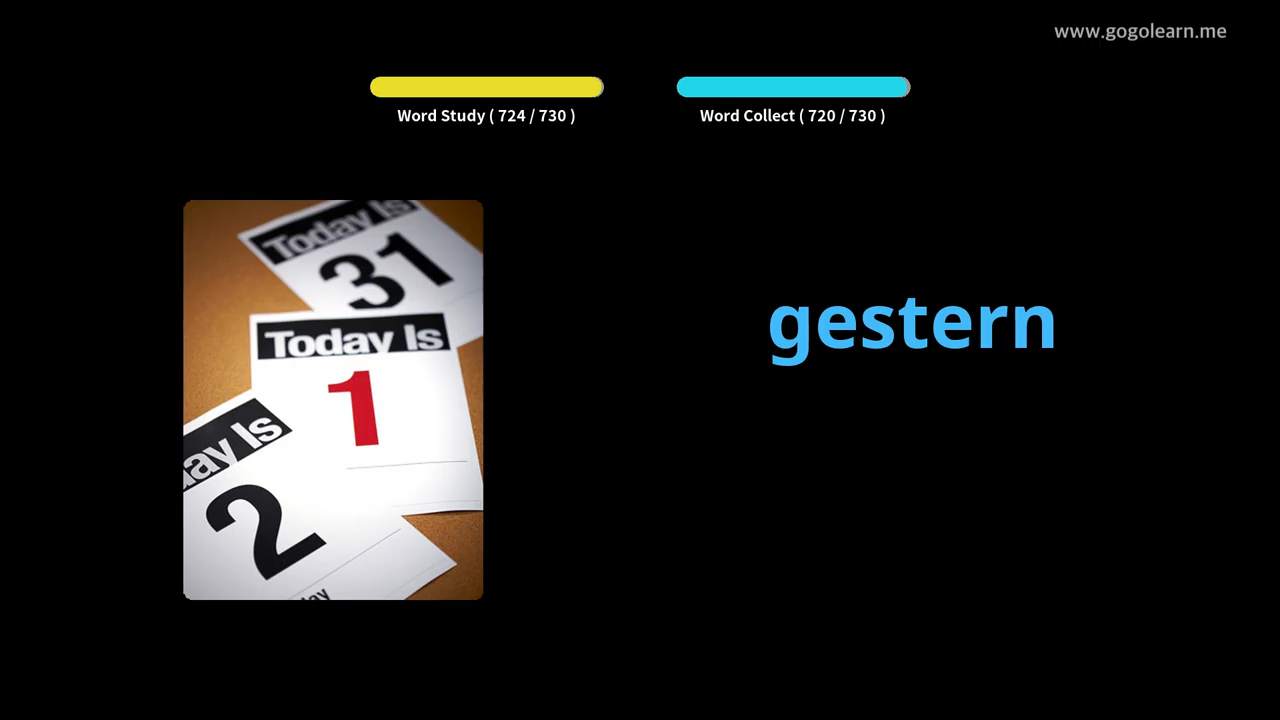 www.gogolearn.me
Word Study ( 724 / 730 )
Word Collect ( 720 / 730 )
Today Is
31
Today Is
1
ay Is
2
gestern